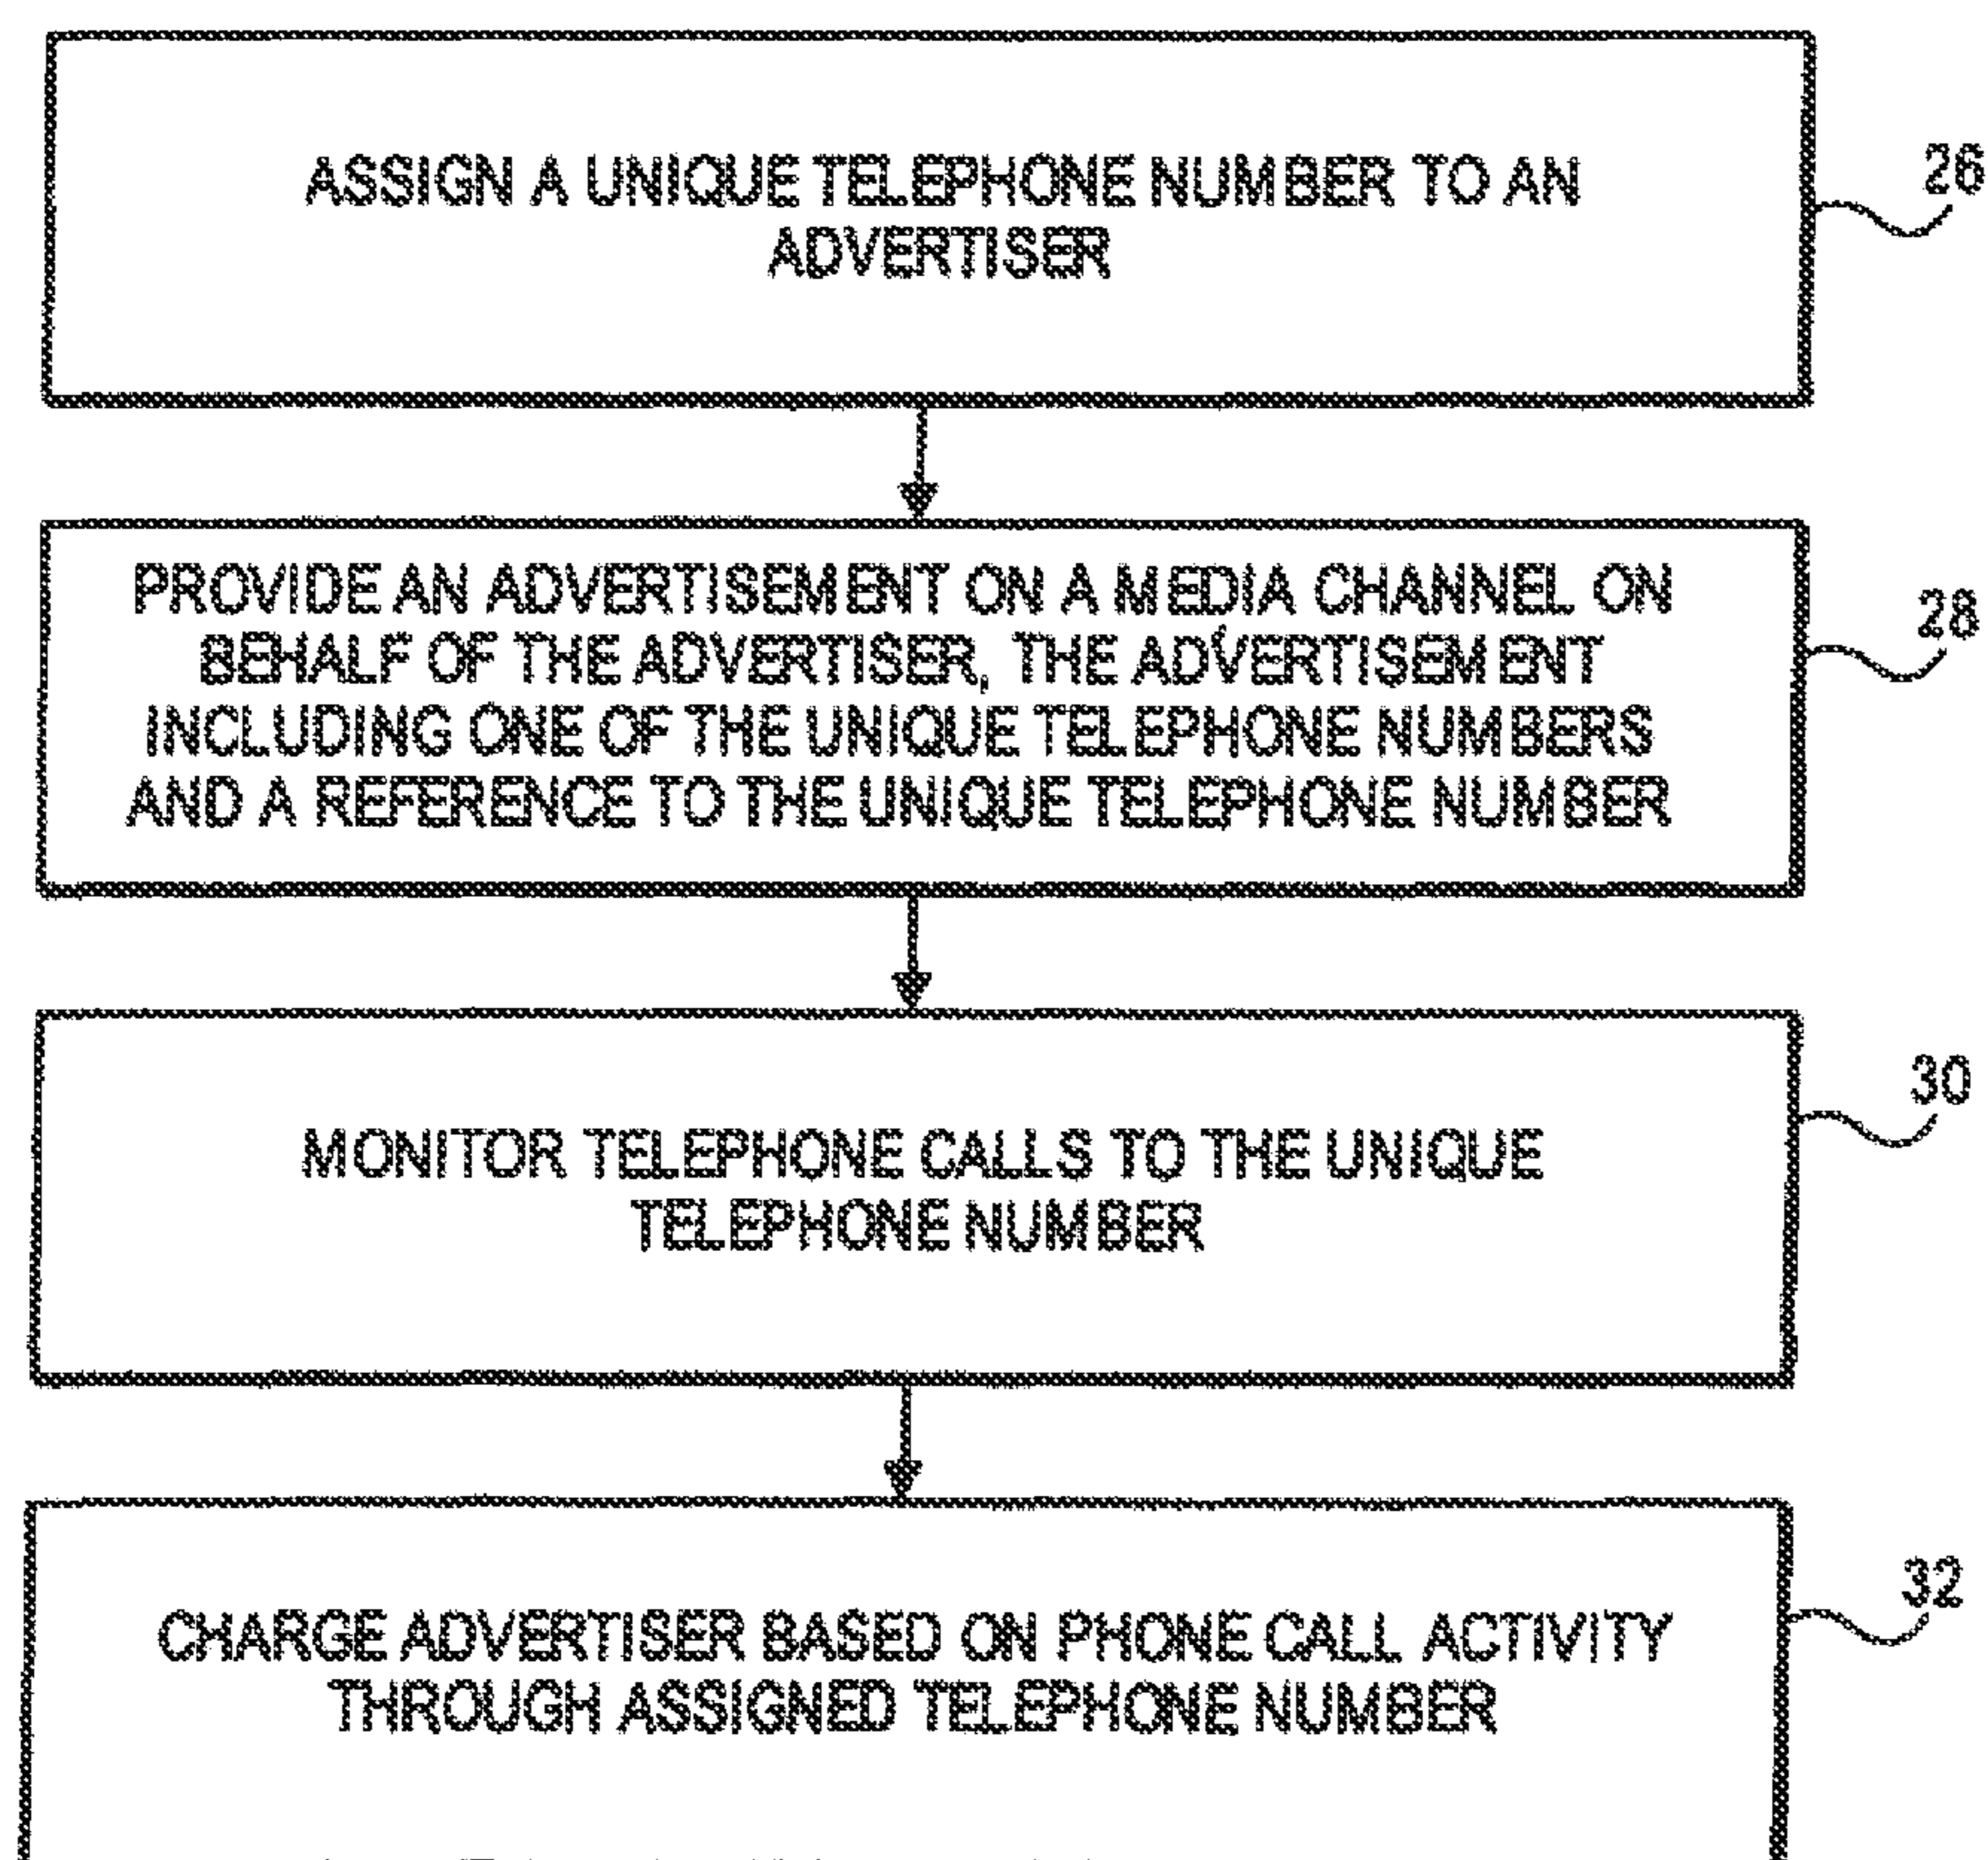 ASSIGN A UNIQUE TELEPHONE NUMBER TO AN
ADVERTISER
26
PROVIDE AN ADVERTISEMENT ON A MEDIA CHANNEL ON
BEHALF OF THE ADVERTISER, THE ADVERTISEMENT
INCLUDING ONE OF THE UNIQUE TELEPHONE NUMBERS
AND A REFERENCE TO THE UNIQUE TELEPHONE NUMBER
28
MONITOR TELEPHONE CALLS TO THE UNIQUE
TELEPHONE NUMBER
30
CHARGE ADVERTISER BASED ON PHONE CALL ACTIVITY
THROUGH ASSIGNED TELEPHONE NUMBER
32